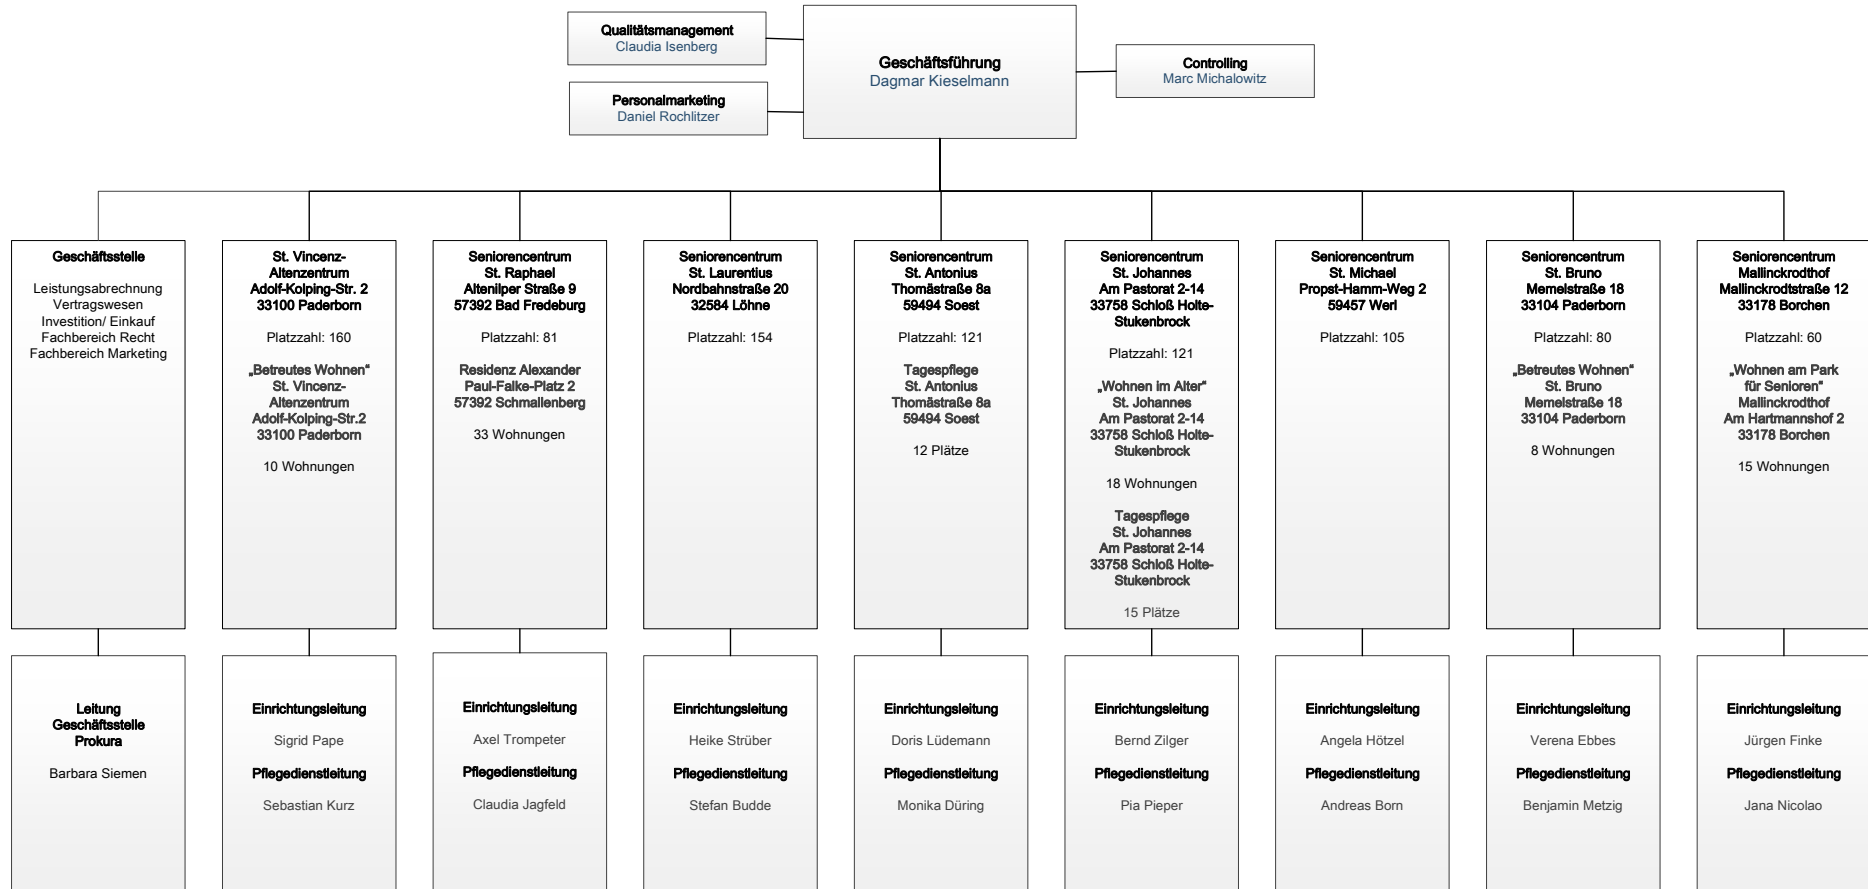 Qualitätsmanagement
Claudia Isenberg
Personalmarketing
Daniel Rochlitzer
Geschäftsführung
Dagmar Kieselmann
Controlling
Marc Michalowitz
Geschäftsstelle
Leistungsabrechnung
Vertragswesen
Investition/ Einkauf
Fachbereich Recht
Fachbereich Marketing
St. Vincenz-
Altenzentrum
Adolf-Kolping-Str. 2
33100 Paderborn
Platzzahl: 160
„Betreutes Wohnen“
St. Vincenz-
Altenzentrum
Adolf-Kolping-Str.2
33100 Paderborn
10 Wohnungen
Seniorencentrum
St. Raphael
Altenilper Straße 9
57392 Bad Fredeburg
Platzzahl: 81
Residenz Alexander
Paul-Falke-Platz 2
57392 Schmallenberg
33 Wohnungen
Seniorencentrum
St. Laurentius
Nordbahnstraße 20
32584 Löhne
Platzzahl: 154
Seniorencentrum
St. Antonius
Thomästraße 8a
59494 Soest
Platzzahl: 121
Tagespflege
St. Antonius
Thomästraße 8a
59494 Soest
12 Plätze
Seniorencentrum
St. Johannes
Am Pastorat 2-14
33758 Schloß Holte-
Stukenbrock
Platzzahl: 121
„Wohnen im Alter“
St. Johannes
Am Pastorat 2-14
33758 Schloß Holte-
Stukenbrock
18 Wohnungen
Tagespflege
St. Johannes
Am Pastorat 2-14
33758 Schloß Holte-
Stukenbrock
15 Plätze
Seniorencentrum
St. Michael
Propst-Hamm-Weg 2
59457 Werl
Platzzahl: 105
Seniorencentrum
St. Bruno
Memelstraße 18
33104 Paderborn
Platzzahl: 80
„Betreutes Wohnen“
St. Bruno
Memelstraße 18
33104 Paderborn
8 Wohnungen
Seniorencentrum
Mallinckrodthof
Mallinckrodtstraße 12
33178 Borchen
Platzzahl: 60
„Wohnen am Park
für Senioren“
Mallinckrodthof
Am Hartmannshof 2
33178 Borchen
15 Wohnungen
Leitung
Geschäftsstelle
Prokura
Barbara Siemen
Einrichtungsleitung
Sigrid Pape
Pflegedienstleitung
Sebastian Kurz
Einrichtungsleitung
Axel Trompeter
Pflegedienstleitung
Claudia Jagfeld
Einrichtungsleitung
Heike Strüber
Pflegedienstleitung
Stefan Budde
Einrichtungsleitung
Doris Lüdemann
Pflegedienstleitung
Monika Düring
Einrichtungsleitung
Bernd Zilger
Pflegedienstleitung
Pia Pieper
Einrichtungsleitung
Angela Hötzel
Pflegedienstleitung
Andreas Born
Einrichtungsleitung
Verena Ebbes
Pflegedienstleitung
Benjamin Metzig
Einrichtungsleitung
Jürgen Finke
Pflegedienstleitung
Jana Nicolao